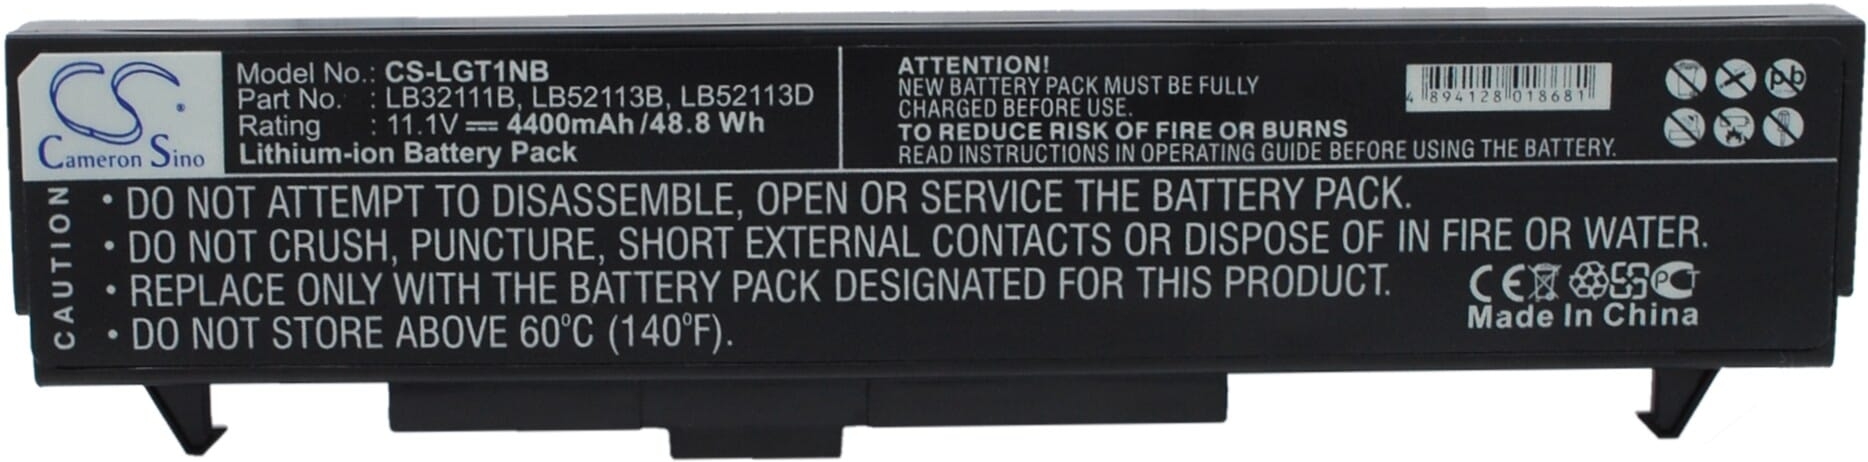 CS
Cameron Sino
Model No.: CS-LGT1NB
Part No. : LB32111B, LB52113B, LB52113D
Rating : 11.1V 4400mAh/48.8 Wh
Lithium-ion Battery Pack
ATTENTION!
NEW BATTERY PACK MUST BE FULLY
CHARGED BEFORE USE.
TO REDUCE RISK OF FIRE OR BURNS
READ INSTRUCTIONS IN OPERATING GUIDE BEFORE USING THE BATTERY.
4 894128 018681
Pb
CAUTION
• DO NOT ATTEMPT TO DISASSEMBLE, OPEN OR SERVICE THE BATTERY PACK.
• DO NOT CRUSH, PUNCTURE, SHORT EXTERNAL CONTACTS OR DISPOSE OF IN FIRE OR WATER.
• REPLACE ONLY WITH THE BATTERY PACK DESIGNATED FOR THIS PRODUCT.
• DO NOT STORE ABOVE 60°C (140°F).
CE PCT
Made In China